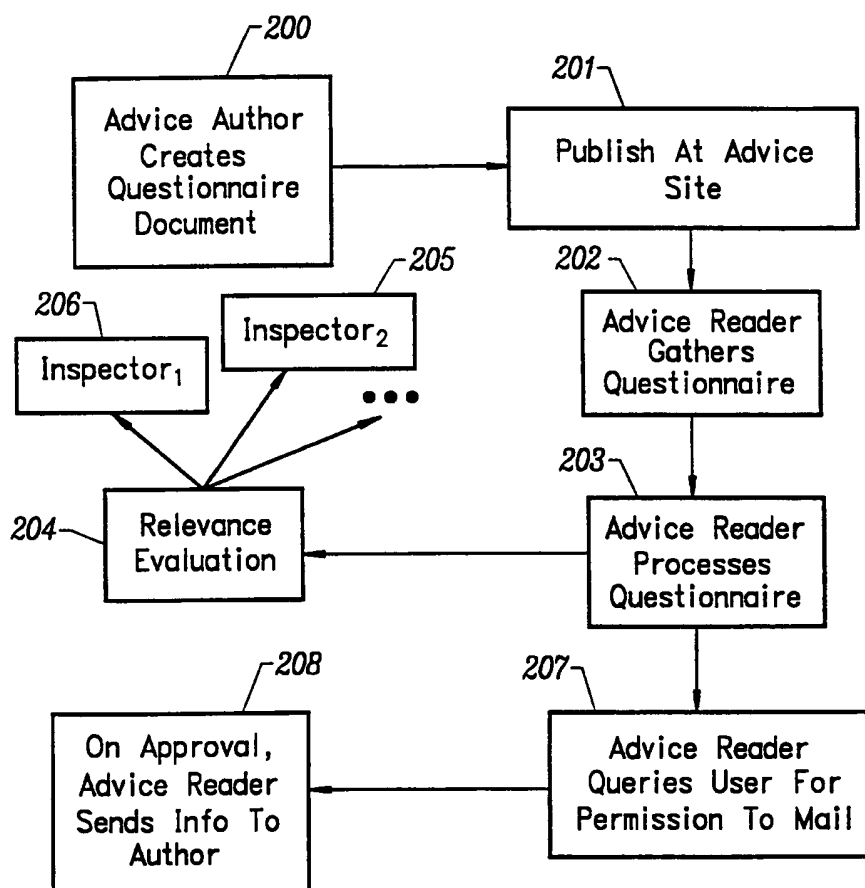 200
Advice Author
Creates
Questionnaire
Document
201
Publish At Advice
Site
202
Advice Reader
Gathers
Questionnaire
205
Inspector₂
206
Inspector₁
•••
203
Advice Reader
Processes
Questionnaire
204
Relevance
Evaluation
207
Advice Reader
Queries User For
Permission To Mail
208
On Approval,
Advice Reader
Sends Info To
Author